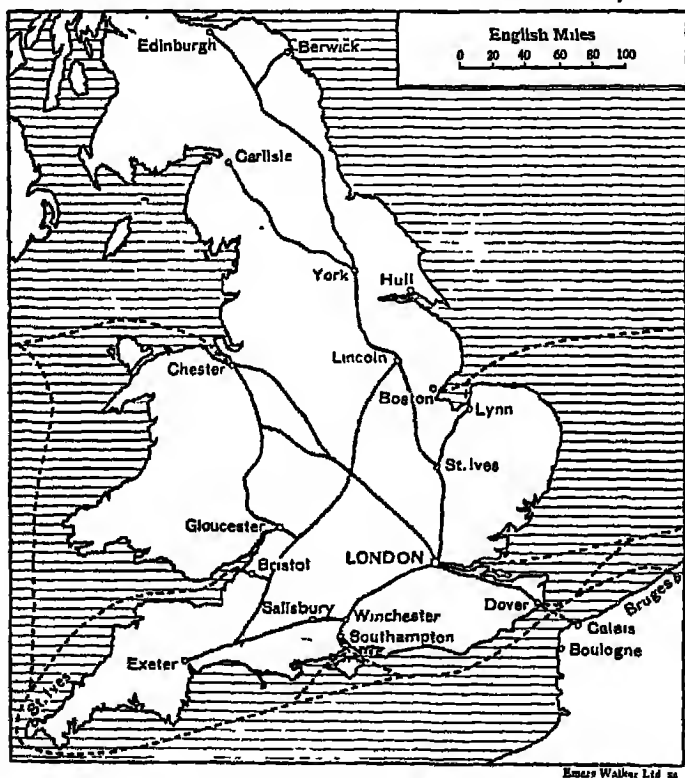 English Miles
0 20 40 60 80 100
Edinburgh
Berwick
Carlisle
York
Hull
Lincoln
Chester
Boston
Lynn
St. Ives
Gloucester
Bristol
LONDON
Salisbury
Winchester
Dover
Bruges
Southampton
Calais
Exeter
Boulogne
St. Ives
Emery Walker Ltd. sc.